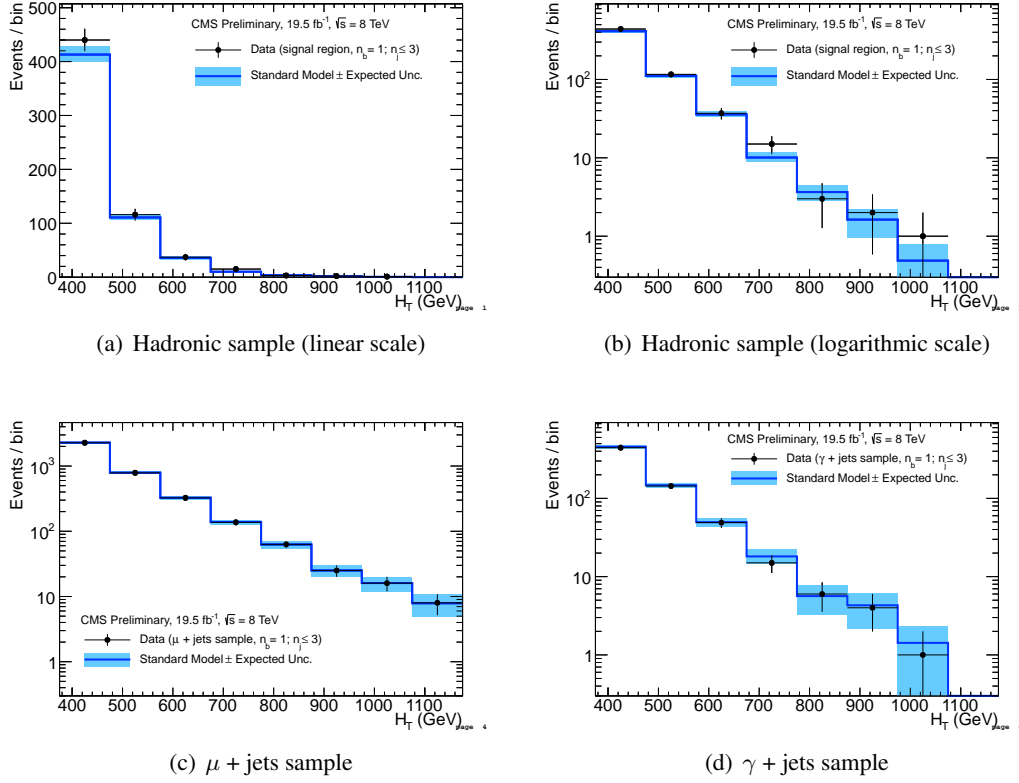 CMS Preliminary, 19.5 fb⁻¹, √s = 8 TeV
Data (signal region, n_b = 1; n_j ≤ 3)
Standard Model ± Expected Unc.
Events / bin
500
400
300
200
100
0
400 500 600 700 800 900 1000 1100
H_T (GeV)
page 1
(a) Hadronic sample (linear scale)
CMS Preliminary, 19.5 fb⁻¹, √s = 8 TeV
Data (signal region, n_b = 1; n_j ≤ 3)
Standard Model ± Expected Unc.
Events / bin
10²
10
1
400 500 600 700 800 900 1000 1100
H_T (GeV)
page
(b) Hadronic sample (logarithmic scale)
Events / bin
10³
10²
10
1
CMS Preliminary, 19.5 fb⁻¹, √s = 8 TeV
Data (μ + jets sample, n_b = 1; n_j ≤ 3)
Standard Model ± Expected Unc.
400 500 600 700 800 900 1000 1100
H_T (GeV)
page 4
(c) μ + jets sample
CMS Preliminary, 19.5 fb⁻¹, √s = 8 TeV
Data (γ + jets sample, n_b = 1; n_j ≤ 3)
Standard Model ± Expected Unc.
Events / bin
10²
10
1
400 500 600 700 800 900 1000 1100
H_T (GeV)
page
(d) γ + jets sample